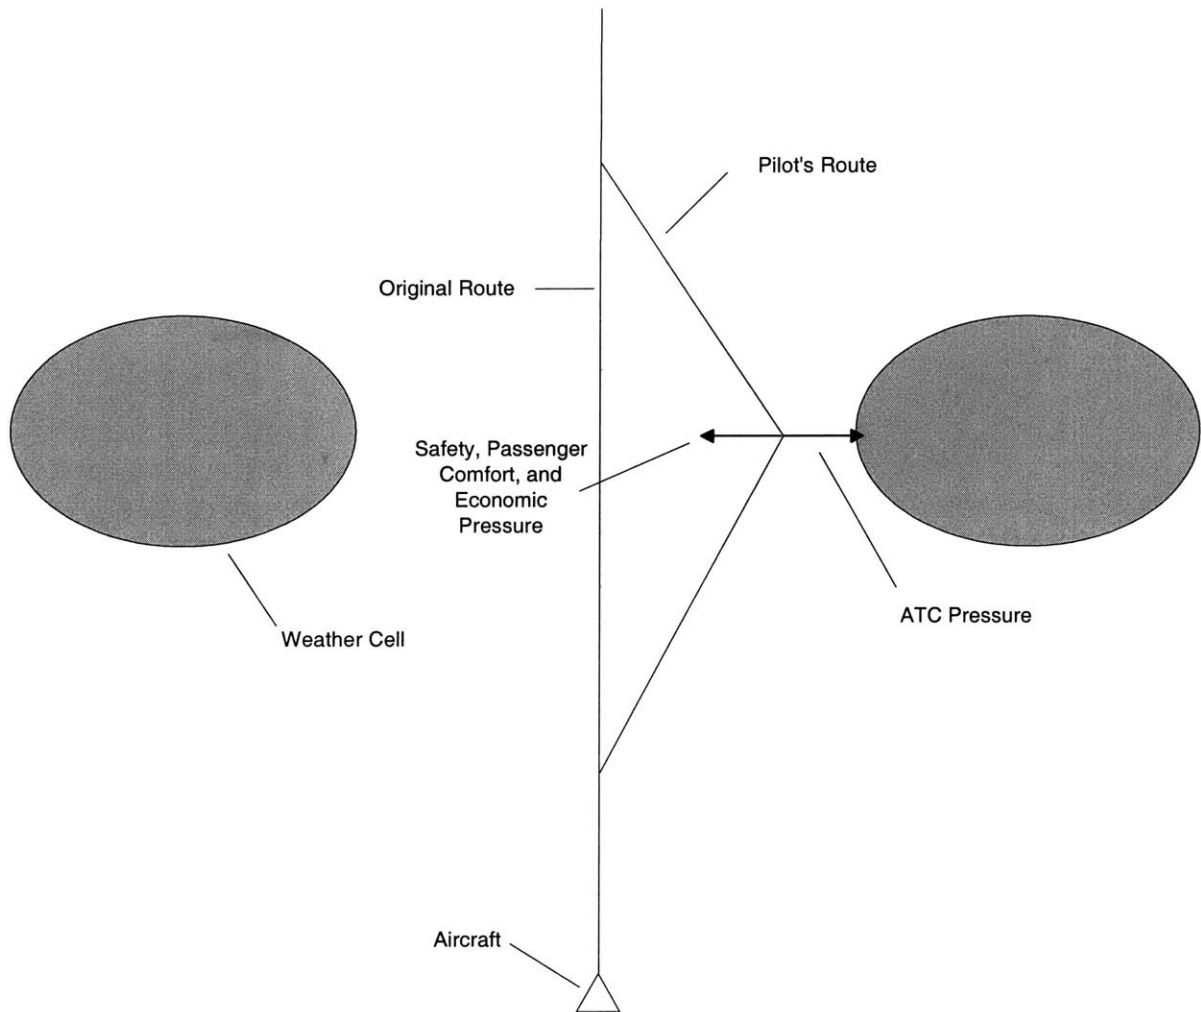 Pilot's Route
Original Route
Safety, Passenger
Comfort, and
Economic
Pressure
ATC Pressure
Weather Cell
Aircraft